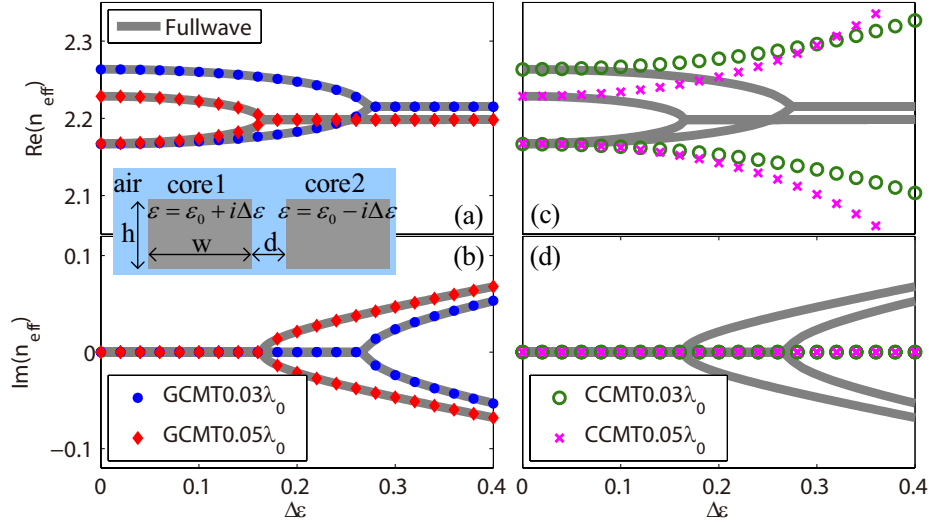 Fullwave
2.3
2.2
2.1
Re(n_eff)
air
core1
core2
ε = ε₀ + iΔε
ε = ε₀ − iΔε
h
w
d
(a)
(c)
0.1
0
−0.1
Im(n_eff)
(b)
(d)
GCMT0.03λ₀
GCMT0.05λ₀
CCMT0.03λ₀
CCMT0.05λ₀
0 0.1 0.2 0.3 0.4
0 0.1 0.2 0.3 0.4
Δε
Δε